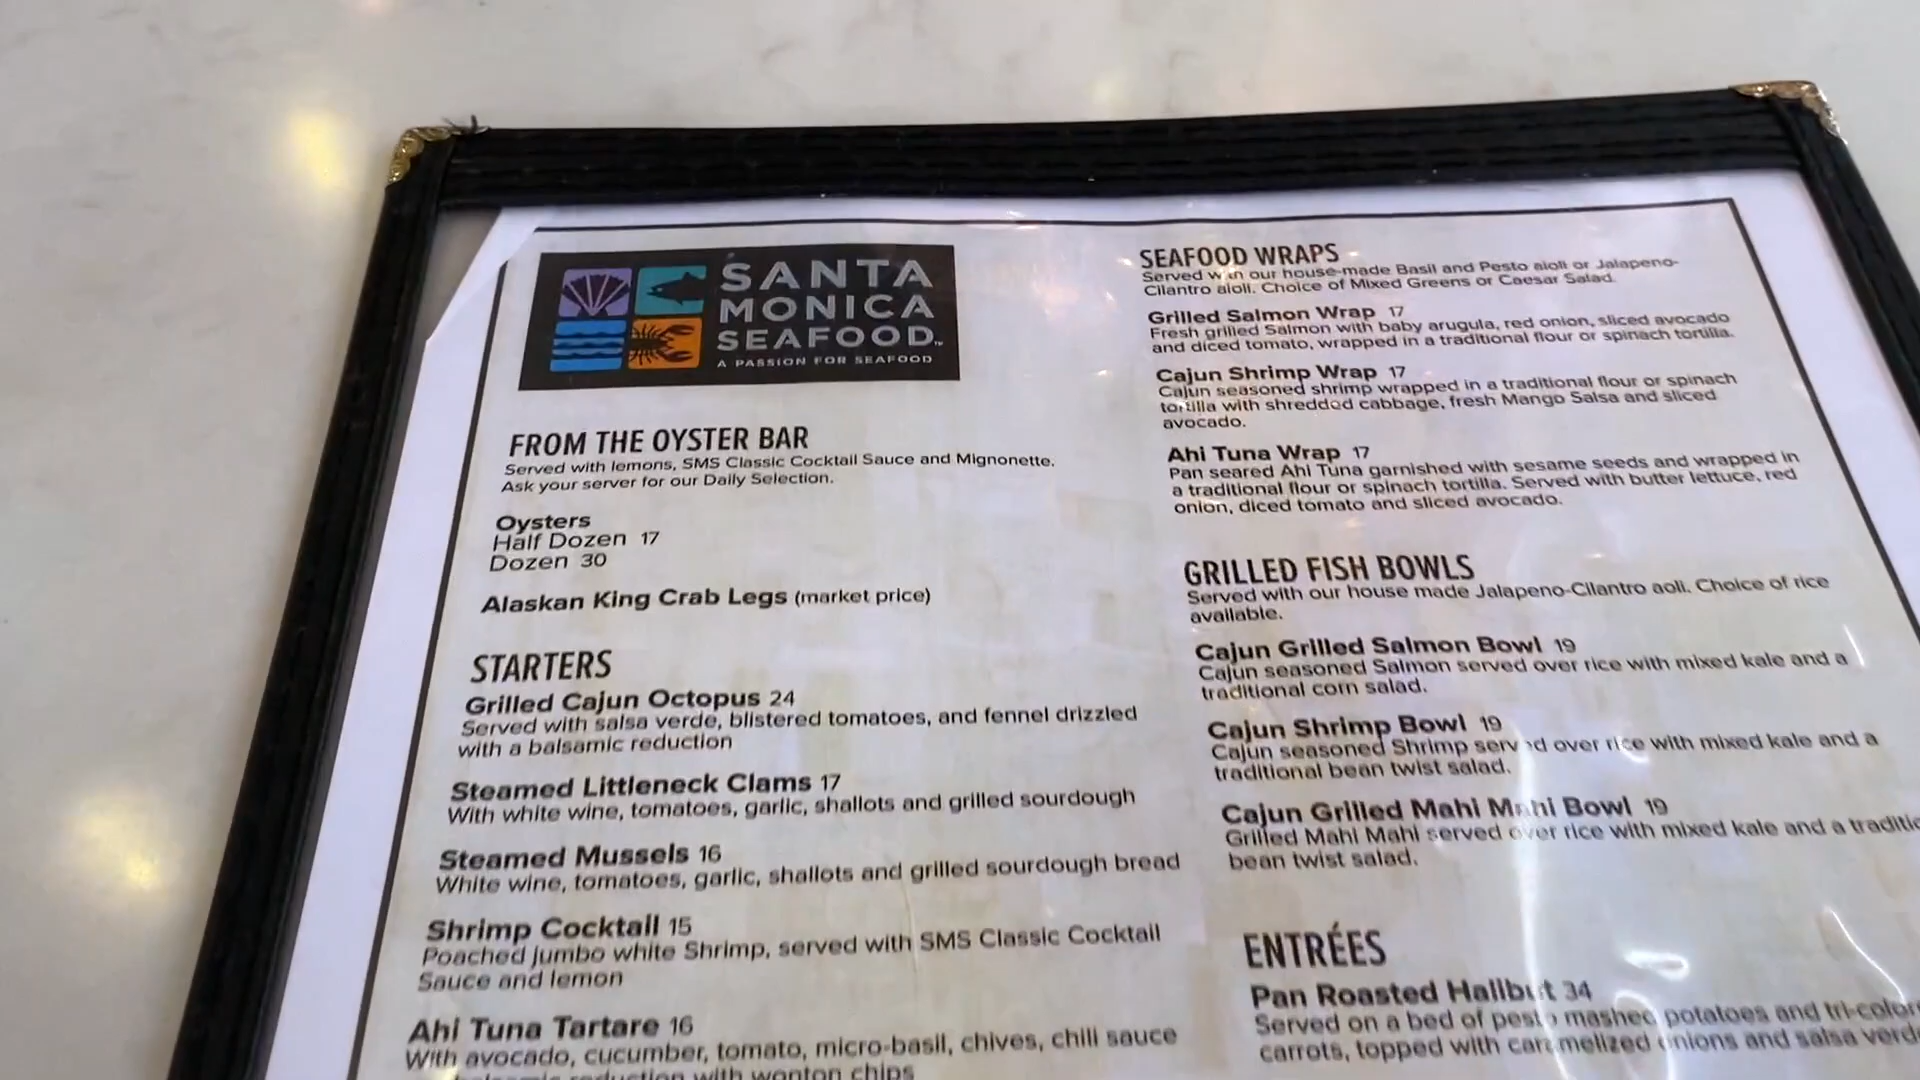 SANTA
MONICA
SEAFOOD™
A PASSION FOR SEAFOOD
FROM THE OYSTER BAR
Served with lemons, SMS Classic Cocktail Sauce and Mignonette.
Ask your server for our Daily Selection.
Oysters
Half Dozen 17
Dozen 30
Alaskan King Crab Legs (market price)
STARTERS
Grilled Cajun Octopus 24
Served with salsa verde, blistered tomatoes, and fennel drizzled
with a balsamic reduction
Steamed Littleneck Clams 17
With white wine, tomatoes, garlic, shallots and grilled sourdough
Steamed Mussels 16
White wine, tomatoes, garlic, shallots and grilled sourdough bread
Shrimp Cocktail 15
Poached jumbo white Shrimp, served with SMS Classic Cocktail
Sauce and lemon
Ahi Tuna Tartare 16
With avocado, cucumber, tomato, micro-basil, chives, chili sauce
reduction with wonton chips
SEAFOOD WRAPS
Served with our house-made Basil and Pesto aioli or Jalapeno-
Cilantro aioli. Choice of Mixed Greens or Caesar Salad.
Grilled Salmon Wrap 17
Fresh grilled Salmon with baby arugula, red onion, sliced avocado
and diced tomato, wrapped in a traditional flour or spinach tortilla.
Cajun Shrimp Wrap 17
Cajun seasoned shrimp wrapped in a traditional flour or spinach
tortilla with shredded cabbage, fresh Mango Salsa and sliced
avocado.
Ahi Tuna Wrap 17
Pan seared Ahi Tuna garnished with sesame seeds and wrapped in
a traditional flour or spinach tortilla. Served with butter lettuce, red
onion, diced tomato and sliced avocado.
GRILLED FISH BOWLS
Served with our house made Jalapeno-Cilantro aoli. Choice of rice
available.
Cajun Grilled Salmon Bowl 19
Cajun seasoned Salmon served over rice with mixed kale and a
traditional corn salad.
Cajun Shrimp Bowl 19
Cajun seasoned Shrimp served over rice with mixed kale and a
traditional bean twist salad.
Cajun Grilled Mahi Mahi Bowl 19
Grilled Mahi Mahi served over rice with mixed kale and a traditio
bean twist salad.
ENTRÉES
Pan Roasted Halibut 34
Served on a bed of pesto mashed potatoes and tri-color
carrots, topped with caramelized onions and salsa verde